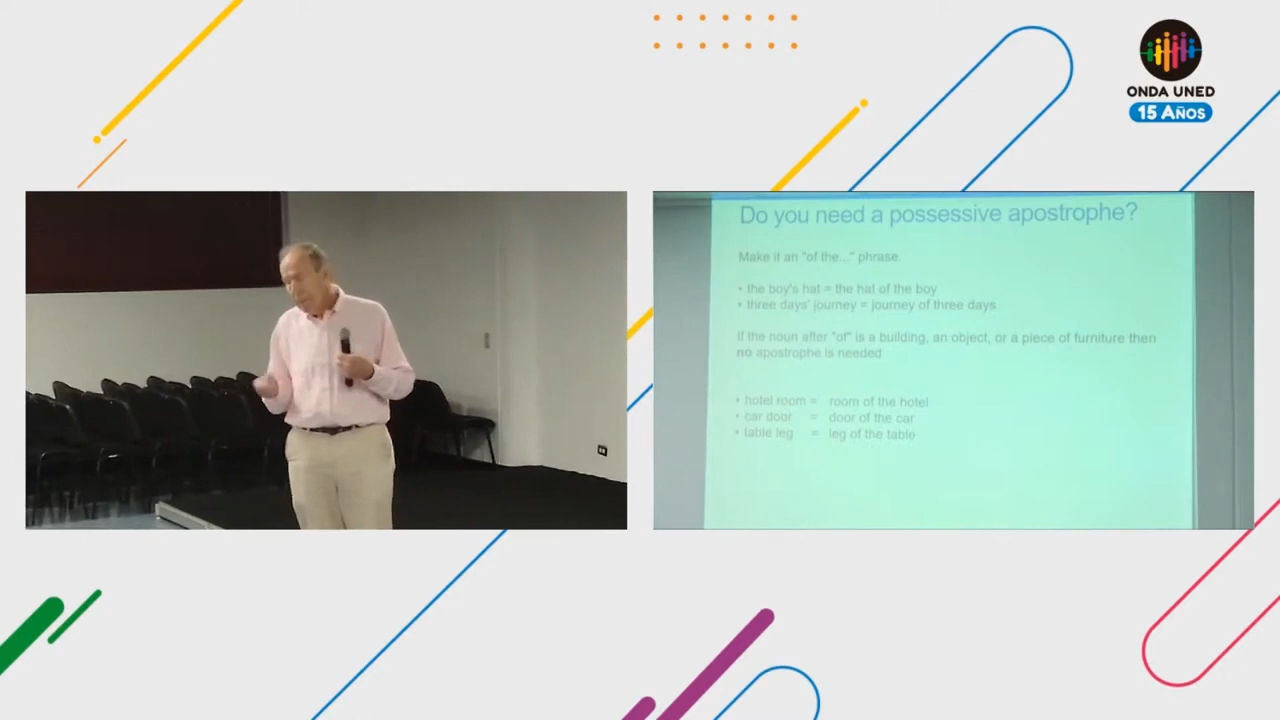 ONDA UNED
15 AÑOS
Do you need a possessive apostrophe?
Make if an "of the..." phrase.
• the boy's hat = the hat of the boy
• three days' journey = journey of three days
If the noun after "of" is a building, an object, or a piece of furniture then
no apostrophe is needed
• hotel room = room of the hotel
• car door = door of the car
• table leg = leg of the table